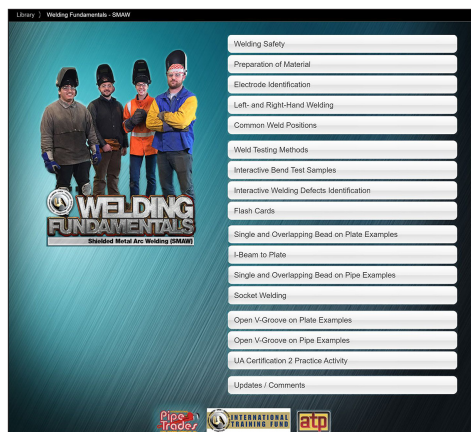 Library 〉 Welding Fundamentals - SMAW
Welding Safety
Preparation of Material
Electrode Identification
Left- and Right-Hand Welding
Common Weld Positions
Weld Testing Methods
Interactive Bend Test Samples
Interactive Welding Defects Identification
Flash Cards
Single and Overlapping Bead on Plate Examples
I-Beam to Plate
Single and Overlapping Bead on Pipe Examples
Socket Welding
Open V-Groove on Plate Examples
Open V-Groove on Pipe Examples
UA Certification 2 Practice Activity
Updates / Comments
WELDING
FUNDAMENTALS
Shielded Metal Arc Welding (SMAW)
Pipe
Trades
INTERNATIONAL
TRAINING FUND
atp